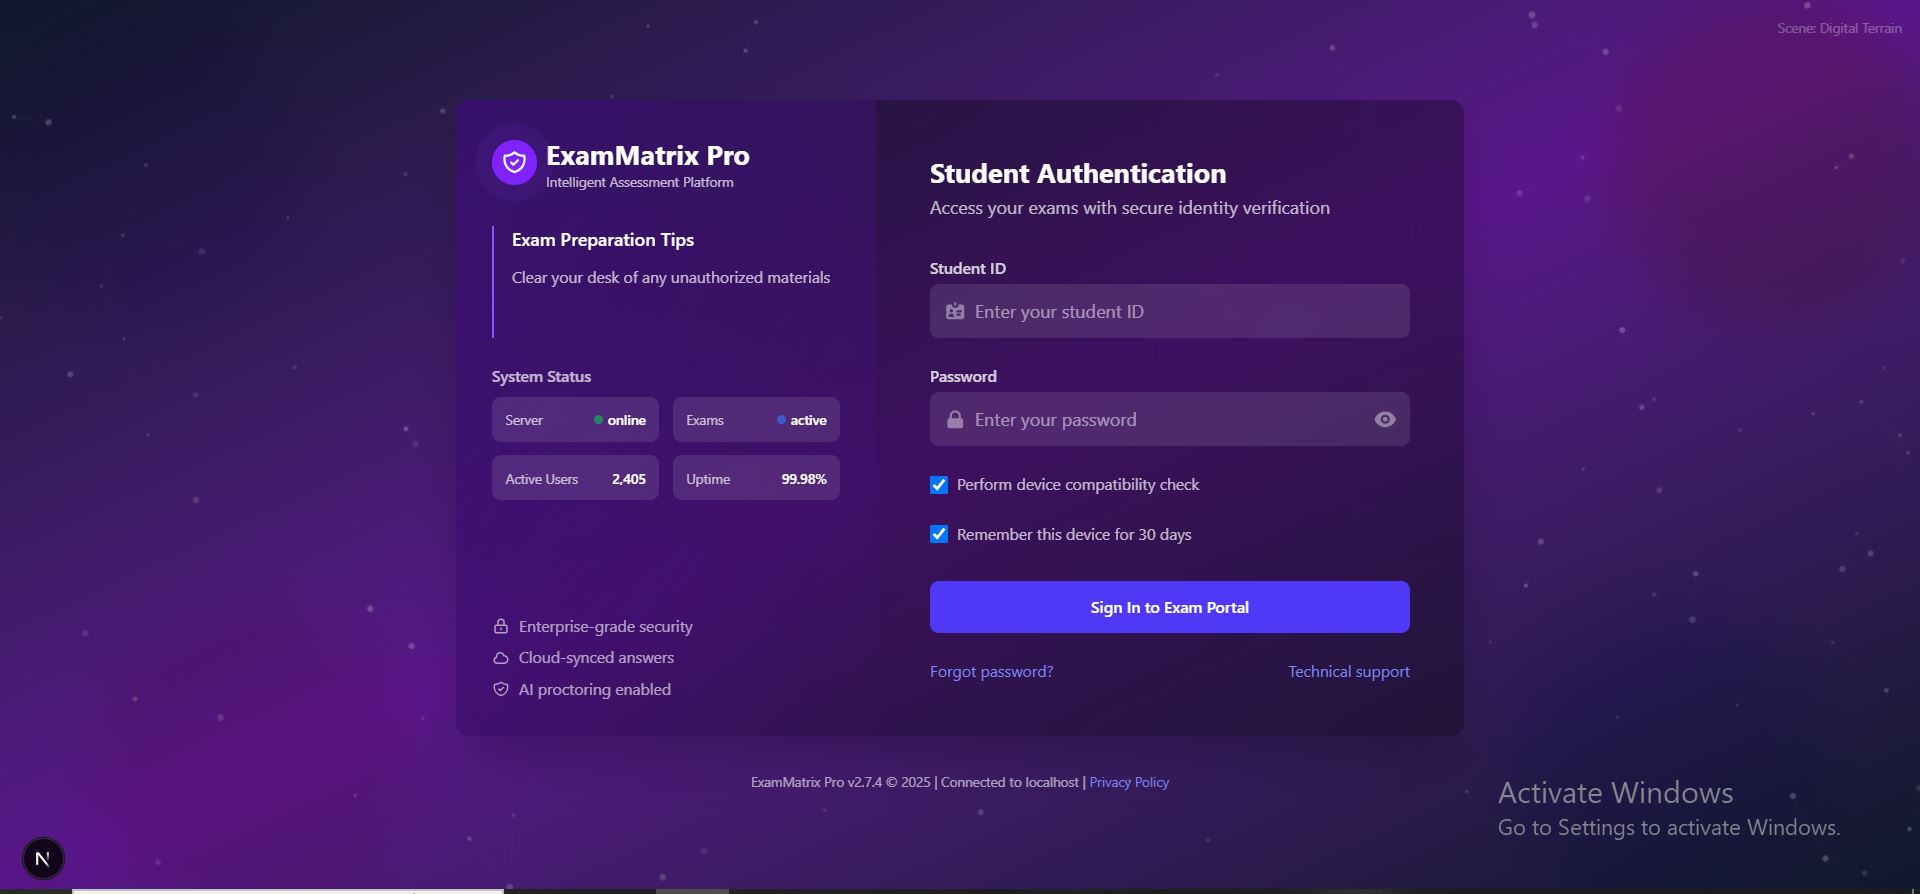 Scene: Digital Terrain
ExamMatrix Pro
Intelligent Assessment Platform
Exam Preparation Tips
Clear your desk of any unauthorized materials
System Status
Server online
Exams active
Active Users 2,405
Uptime 99.98%
Enterprise-grade security
Cloud-synced answers
AI proctoring enabled
Student Authentication
Access your exams with secure identity verification
Student ID
Enter your student ID
Password
Enter your password
Perform device compatibility check
Remember this device for 30 days
Sign In to Exam Portal
Forgot password? Technical support
ExamMatrix Pro v2.7.4 © 2025 | Connected to localhost | Privacy Policy
Activate Windows
Go to Settings to activate Windows.
N